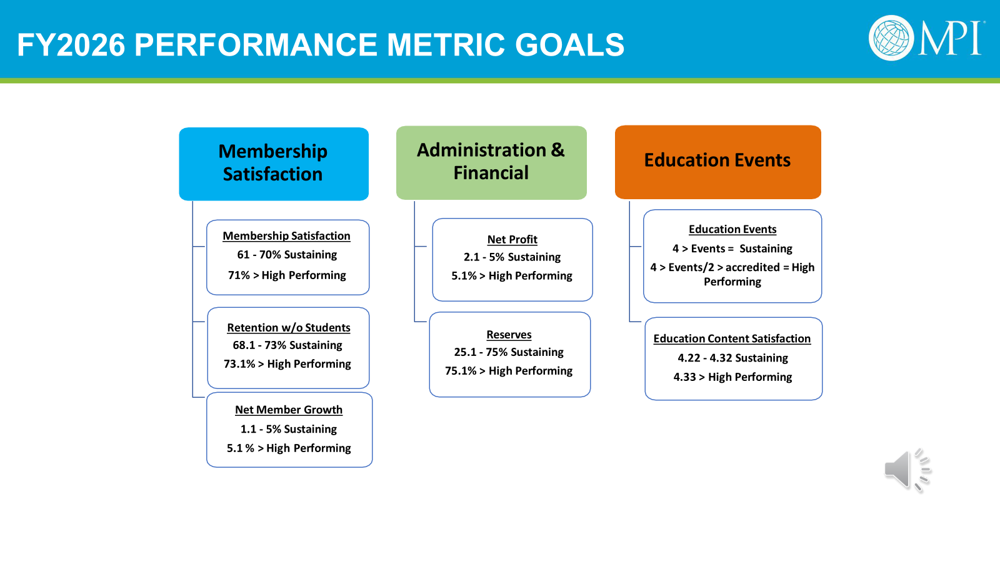 FY2026 PERFORMANCE METRIC GOALS
MPI
Membership
Satisfaction
Membership Satisfaction
61 - 70% Sustaining
71% > High Performing
Retention w/o Students
68.1 - 73% Sustaining
73.1% > High Performing
Net Member Growth
1.1 - 5% Sustaining
5.1 % > High Performing
Administration &
Financial
Net Profit
2.1 - 5% Sustaining
5.1% > High Performing
Reserves
25.1 - 75% Sustaining
75.1% > High Performing
Education Events
Education Events
4 > Events = Sustaining
4 > Events/2 > accredited = High
Performing
Education Content Satisfaction
4.22 - 4.32 Sustaining
4.33 > High Performing